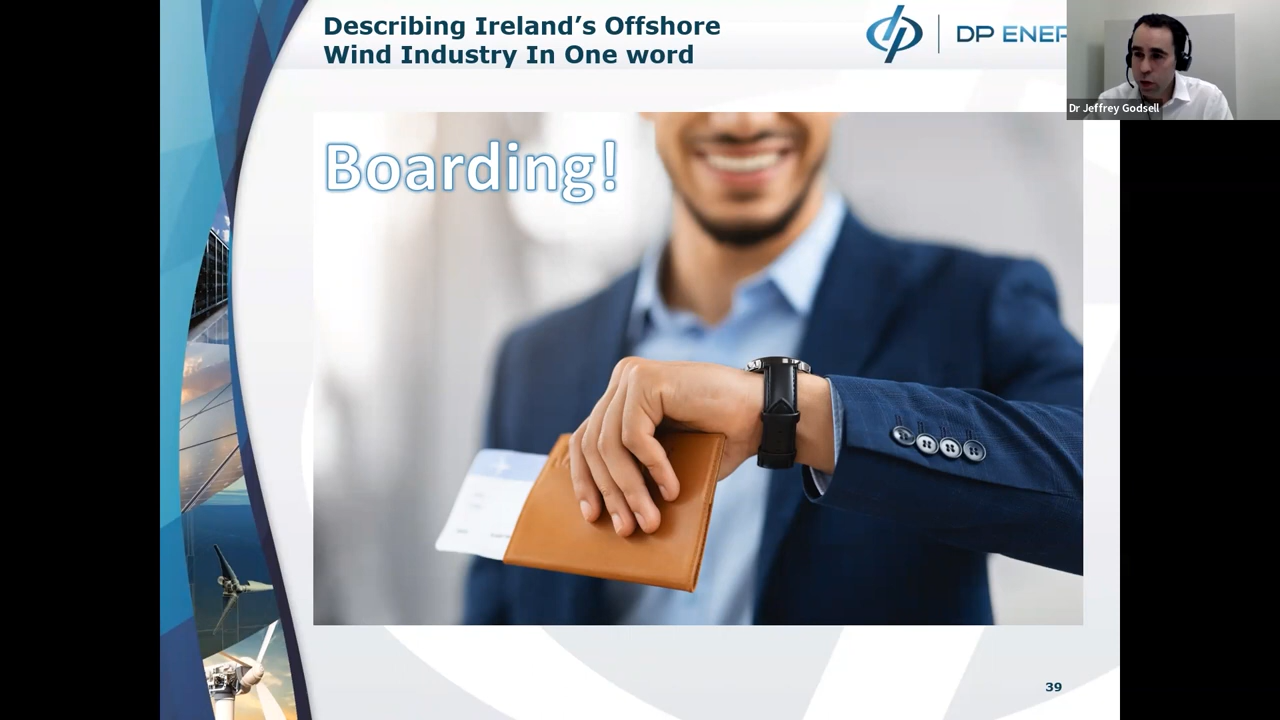 Describing Ireland's Offshore
Wind Industry In One word
DP ENER
Dr Jeffrey Godsell
Boarding!
39